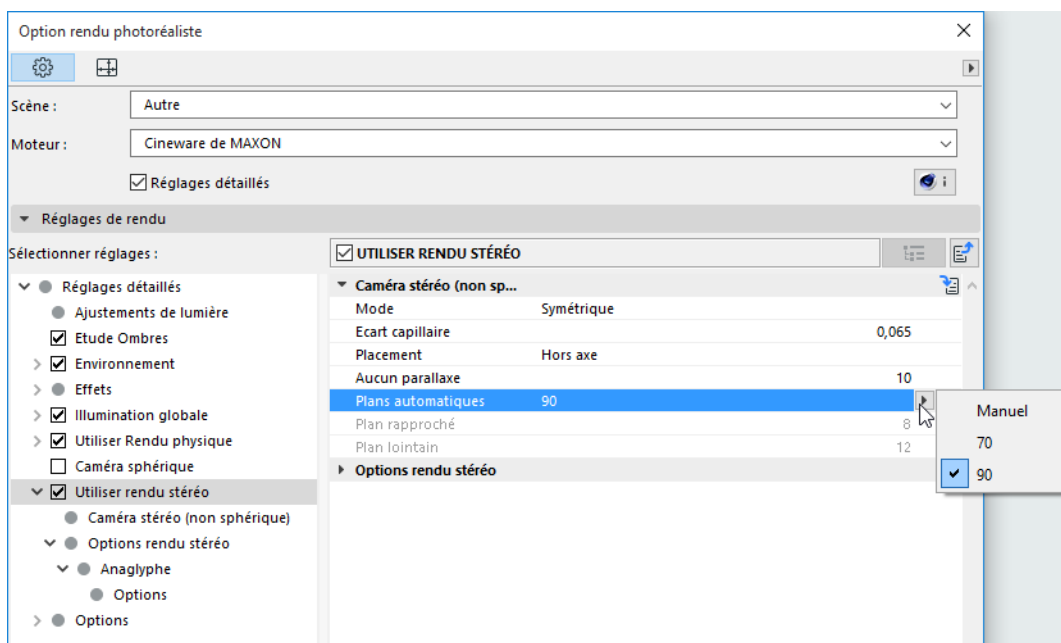 Option rendu photoréaliste
Scène :
Autre
Moteur :
Cineware de MAXON
Réglages détaillés
i
Réglages de rendu
Sélectionner réglages :
UTILISER RENDU STÉRÉO
Réglages détaillés
Ajustements de lumière
Etude Ombres
Environnement
Effets
Illumination globale
Utiliser Rendu physique
Caméra sphérique
Utiliser rendu stéréo
Caméra stéréo (non sphérique)
Options rendu stéréo
Anaglyphe
Options
Options
Caméra stéréo (non sp...
Mode Symétrique
Ecart capillaire 0,065
Placement Hors axe
Aucun parallaxe 10
Plans automatiques 90
Plan rapproché 8
Plan lointain 12
Options rendu stéréo
Manuel
70
90